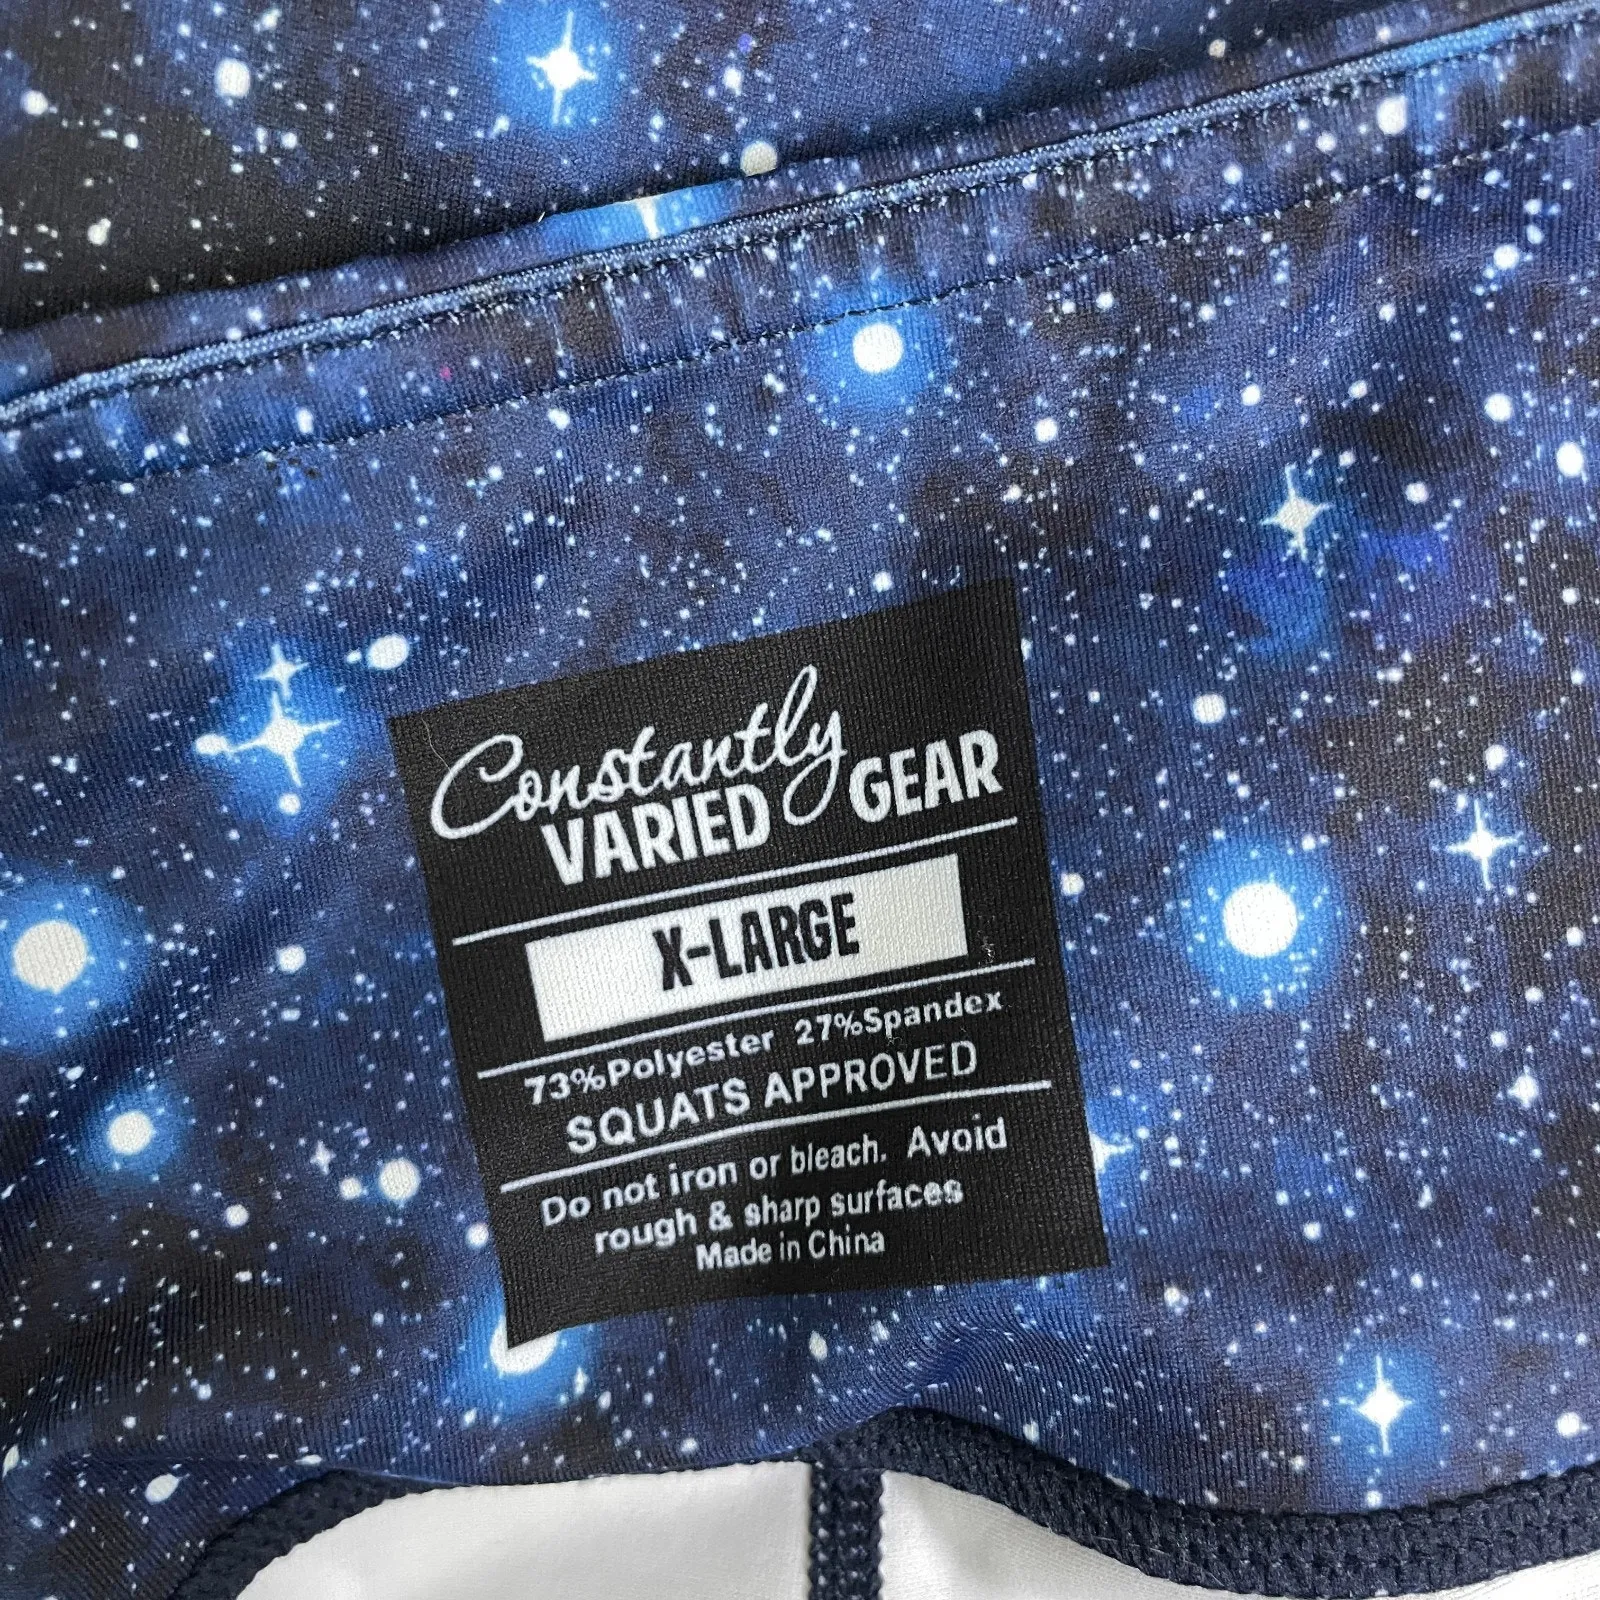 Constantly
VARIED GEAR
X-LARGE
73%Polyester 27%Spandex
SQUATS APPROVED
Do not iron or bleach. Avoid
rough & sharp surfaces
Made in China